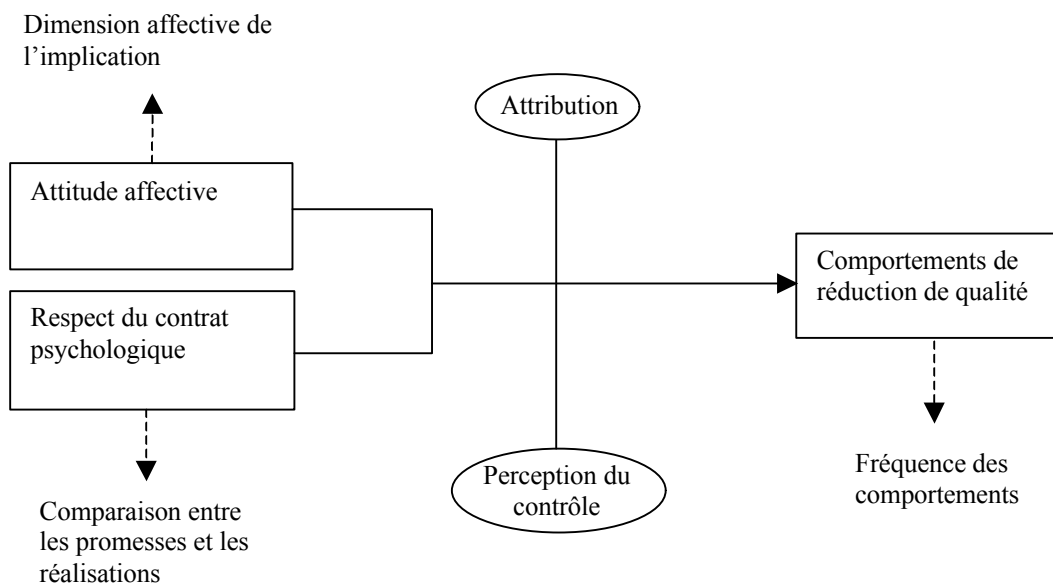 Dimension affective de
l’implication
Attribution
Attitude affective
Comportements de
réduction de qualité
Respect du contrat
psychologique
Perception du
contrôle
Fréquence des
comportements
Comparaison entre
les promesses et les
réalisations